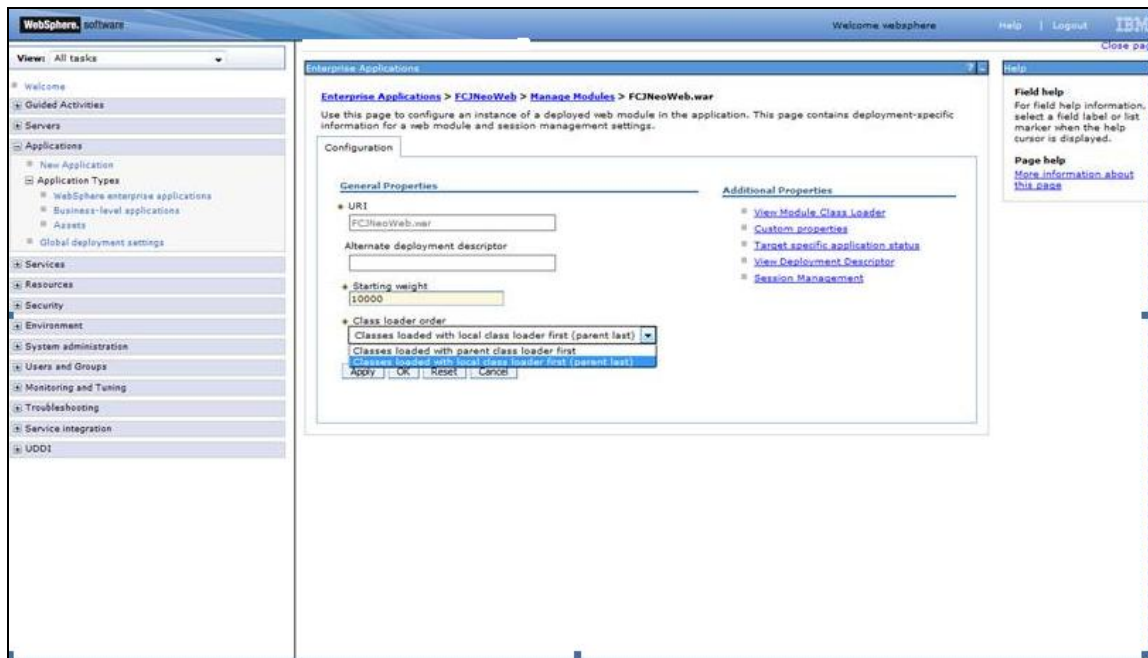 WebSphere. software
Welcome websphere
Help | Logout
IBM
Close pag
View: All tasks
Welcome
Guided Activities
Servers
Applications
New Application
Application Types
WebSphere enterprise applications
Business-level applications
Assets
Global deployment settings
Services
Resources
Security
Environment
System administration
Users and Groups
Monitoring and Tuning
Troubleshooting
Service integration
UDDI
Enterprise Applications
? -
Enterprise Applications > FCJNeoWeb > Manage Modules > FCJNeoWeb.war
Use this page to configure an instance of a deployed web module in the application. This page contains deployment-specific
information for a web module and session management settings.
Configuration
General Properties
URI
FCJNeoWeb.war
Alternate deployment descriptor
Starting weight
10000
Class loader order
Classes loaded with local class loader first (parent last)
Classes loaded with parent class loader first
Classes loaded with local class loader first (parent last)
Apply OK Reset Cancel
Additional Properties
View Module Class Loader
Custom properties
Target specific application status
View Deployment Descriptor
Session Management
Help
Field help
For field help information,
select a field label or list
marker when the help
cursor is displayed.
Page help
More information about
this page